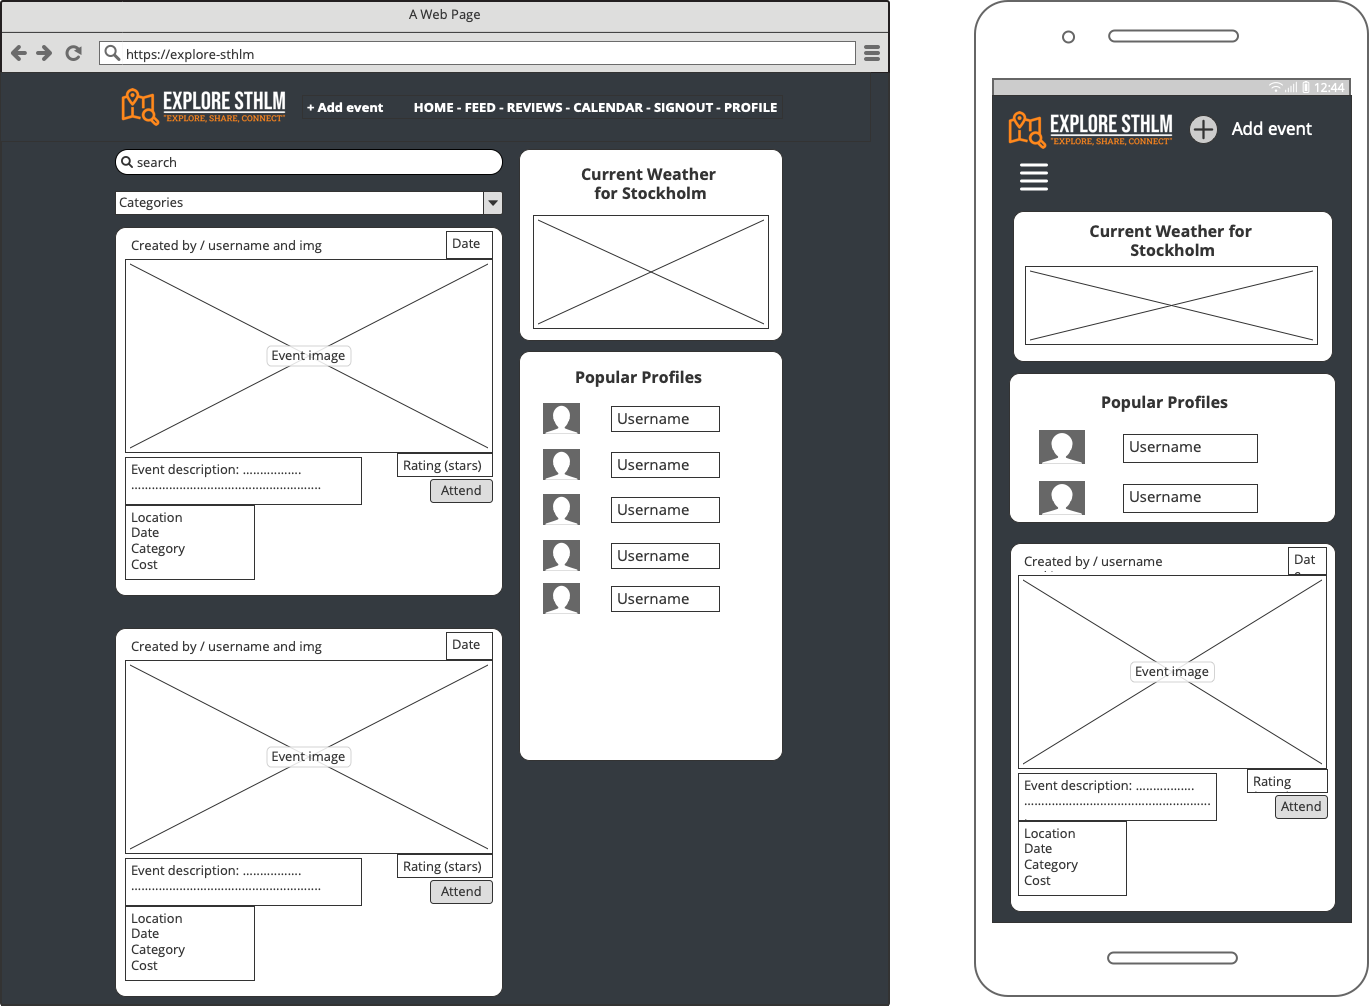 A Web Page
https://explore-sthlm
EXPLORE STHLM
"EXPLORE, SHARE, CONNECT"
+ Add event
HOME - FEED - REVIEWS - CALENDAR - SIGNOUT - PROFILE
search
Categories
Created by / username and img
Date
Event image
Event description: .................
.......................................................
Rating (stars)
Attend
Location
Date
Category
Cost
Created by / username and img
Date
Event image
Event description: .................
.......................................................
Rating (stars)
Attend
Location
Date
Category
Cost
Current Weather
for Stockholm
Popular Profiles
Username
Username
Username
Username
Username
12:44
EXPLORE STHLM
"EXPLORE, SHARE, CONNECT"
Add event
Current Weather for
Stockholm
Popular Profiles
Username
Username
Created by / username
Dat
Event image
Event description: .................
......................................................
Rating
Attend
Location
Date
Category
Cost